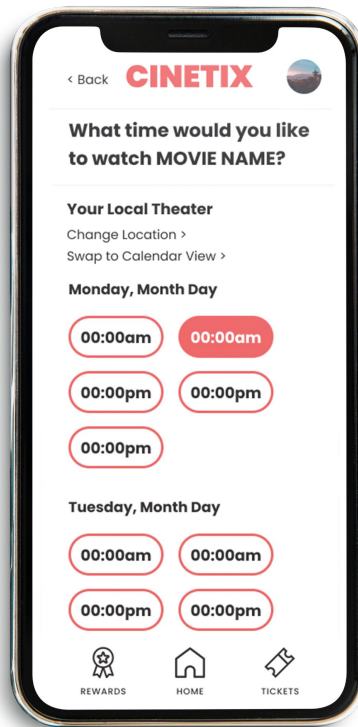 < Back CINETIX
What time would you like
to watch MOVIE NAME?
Your Local Theater
Change Location >
Swap to Calendar View >
Monday, Month Day
00:00am 00:00am
00:00pm 00:00pm
00:00pm
Tuesday, Month Day
00:00am 00:00am
00:00pm 00:00pm
REWARDS HOME TICKETS